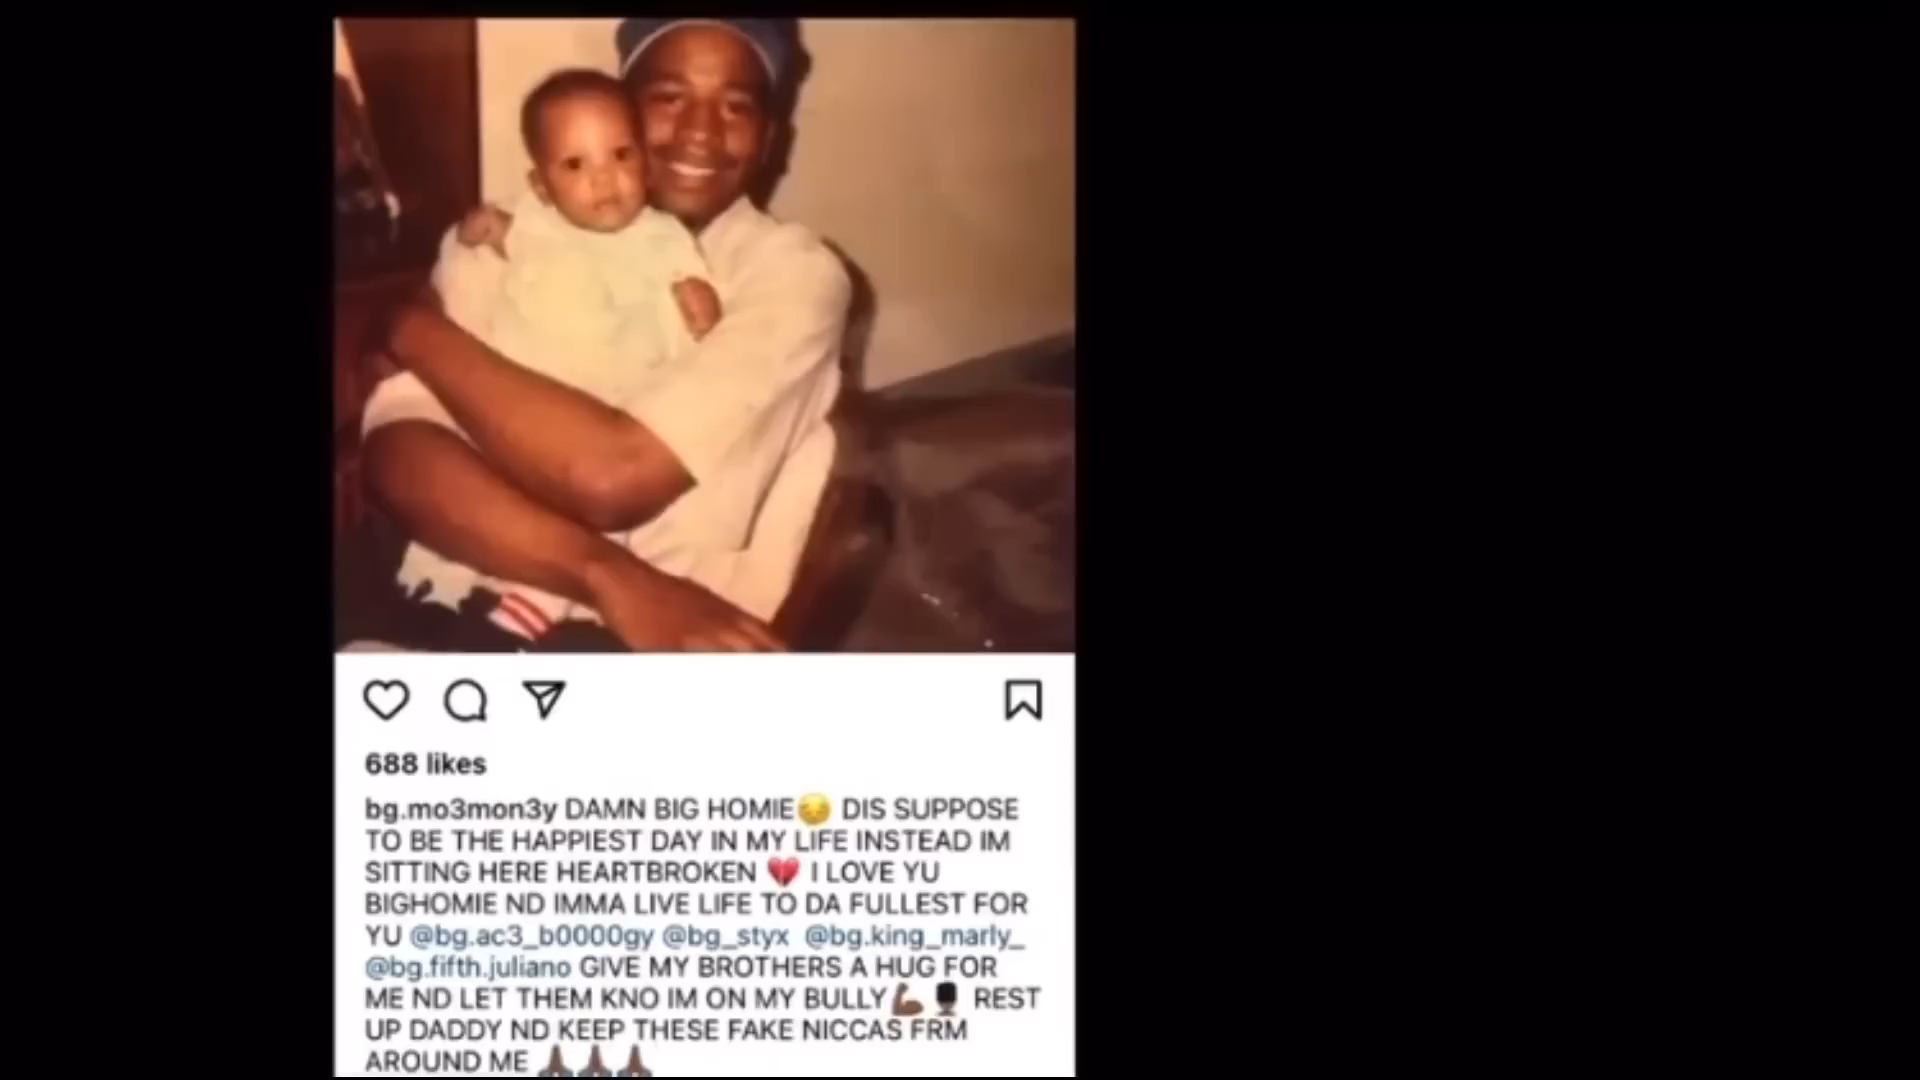 688 likes
bg.mo3mon3y DAMN BIG HOMIE😔 DIS SUPPOSE
TO BE THE HAPPIEST DAY IN MY LIFE INSTEAD IM
SITTING HERE HEARTBROKEN 💔 I LOVE YU
BIGHOMIE ND IMMA LIVE LIFE TO DA FULLEST FOR
YU @bg.ac3_b0000gy @bg_styx @bg.king_marly_
@bg.fifth.juliano GIVE MY BROTHERS A HUG FOR
ME ND LET THEM KNO IM ON MY BULLY💪🏾💂🏿 REST
UP DADDY ND KEEP THESE FAKE NICCAS FRM
AROUND ME 🙏🏾🙏🏾🙏🏾